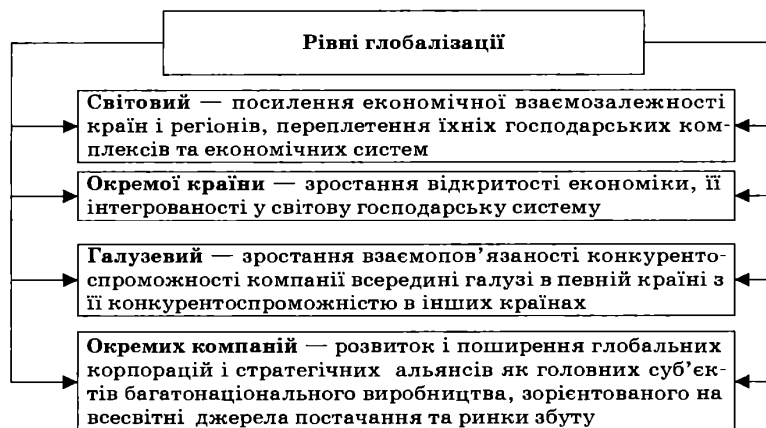 Рівні глобалізації
Світовий — посилення економічної взаємозалежності
країн і регіонів, переплетення їхніх господарських ком-
плексів та економічних систем
Окремої країни — зростання відкритості економіки, її
інтегрованості у світову господарську систему
Галузевий — зростання взаємопов’язаності конкуренто-
спроможності компанії всередині галузі в певній країні з
її конкурентоспроможністю в інших країнах
Окремих компаній — розвиток і поширення глобальних
корпорацій і стратегічних альянсів як головних суб’єк-
тів багатонаціонального виробництва, зорієнтованого на
всесвітні джерела постачання та ринки збуту